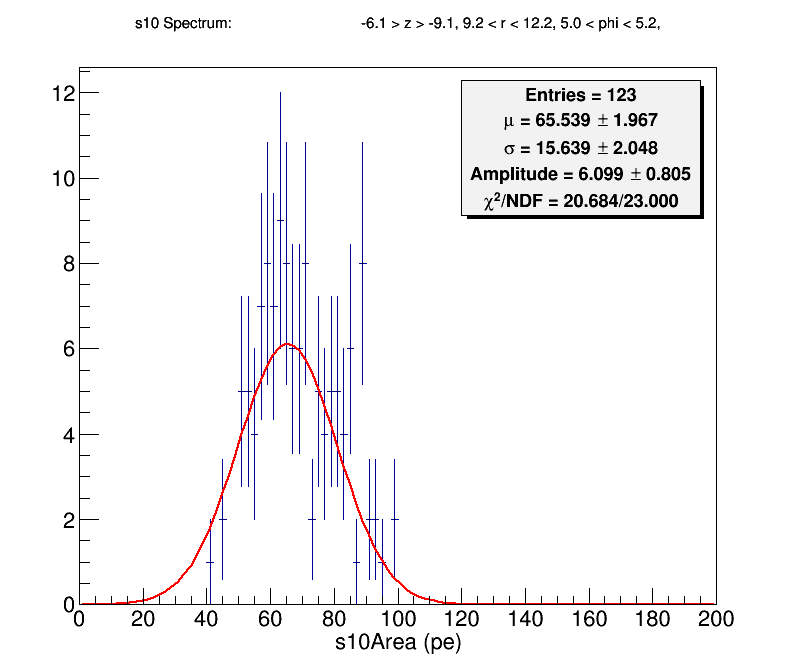 s10 Spectrum: -6.1 > z > -9.1, 9.2 < r < 12.2, 5.0 < phi < 5.2,
Entries = 123
μ = 65.539 ± 1.967
σ = 15.639 ± 2.048
Amplitude = 6.099 ± 0.805
χ²/NDF = 20.684/23.000
12
10
8
6
4
2
0
0 20 40 60 80 100 120 140 160 180 200
s10Area (pe)